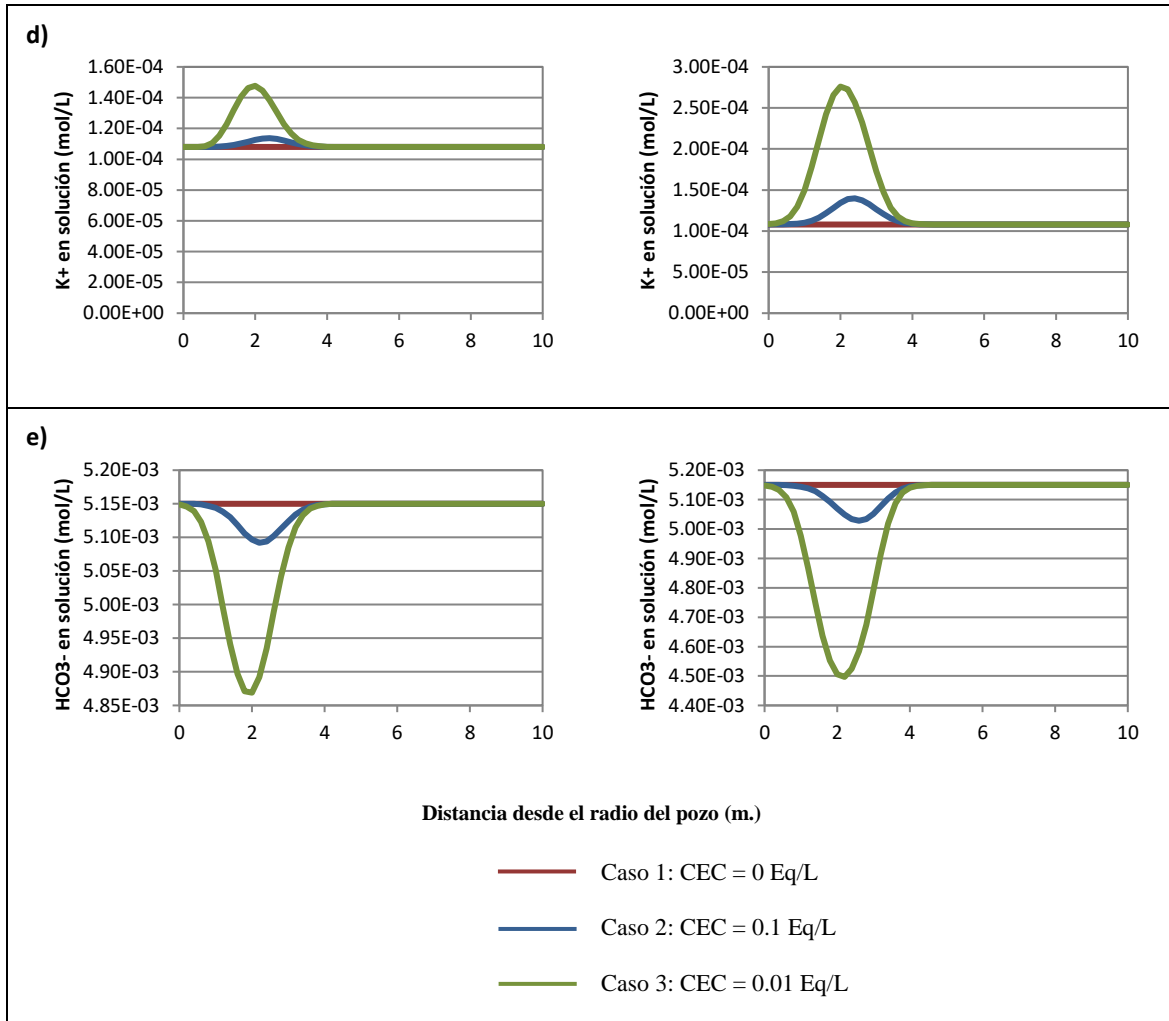 d)
K+ en solución (mol/L)
1.60E-04
1.40E-04
1.20E-04
1.00E-04
8.00E-05
6.00E-05
4.00E-05
2.00E-05
0.00E+00
0 2 4 6 8 10
K+ en solución (mol/L)
3.00E-04
2.50E-04
2.00E-04
1.50E-04
1.00E-04
5.00E-05
0.00E+00
0 2 4 6 8 10
e)
HCO3- en solución (mol/L)
5.20E-03
5.15E-03
5.10E-03
5.05E-03
5.00E-03
4.95E-03
4.90E-03
4.85E-03
0 2 4 6 8 10
HCO3- en solución (mol/L)
5.20E-03
5.10E-03
5.00E-03
4.90E-03
4.80E-03
4.70E-03
4.60E-03
4.50E-03
4.40E-03
0 2 4 6 8 10
Distancia desde el radio del pozo (m.)
Caso 1: CEC = 0 Eq/L
Caso 2: CEC = 0.1 Eq/L
Caso 3: CEC = 0.01 Eq/L